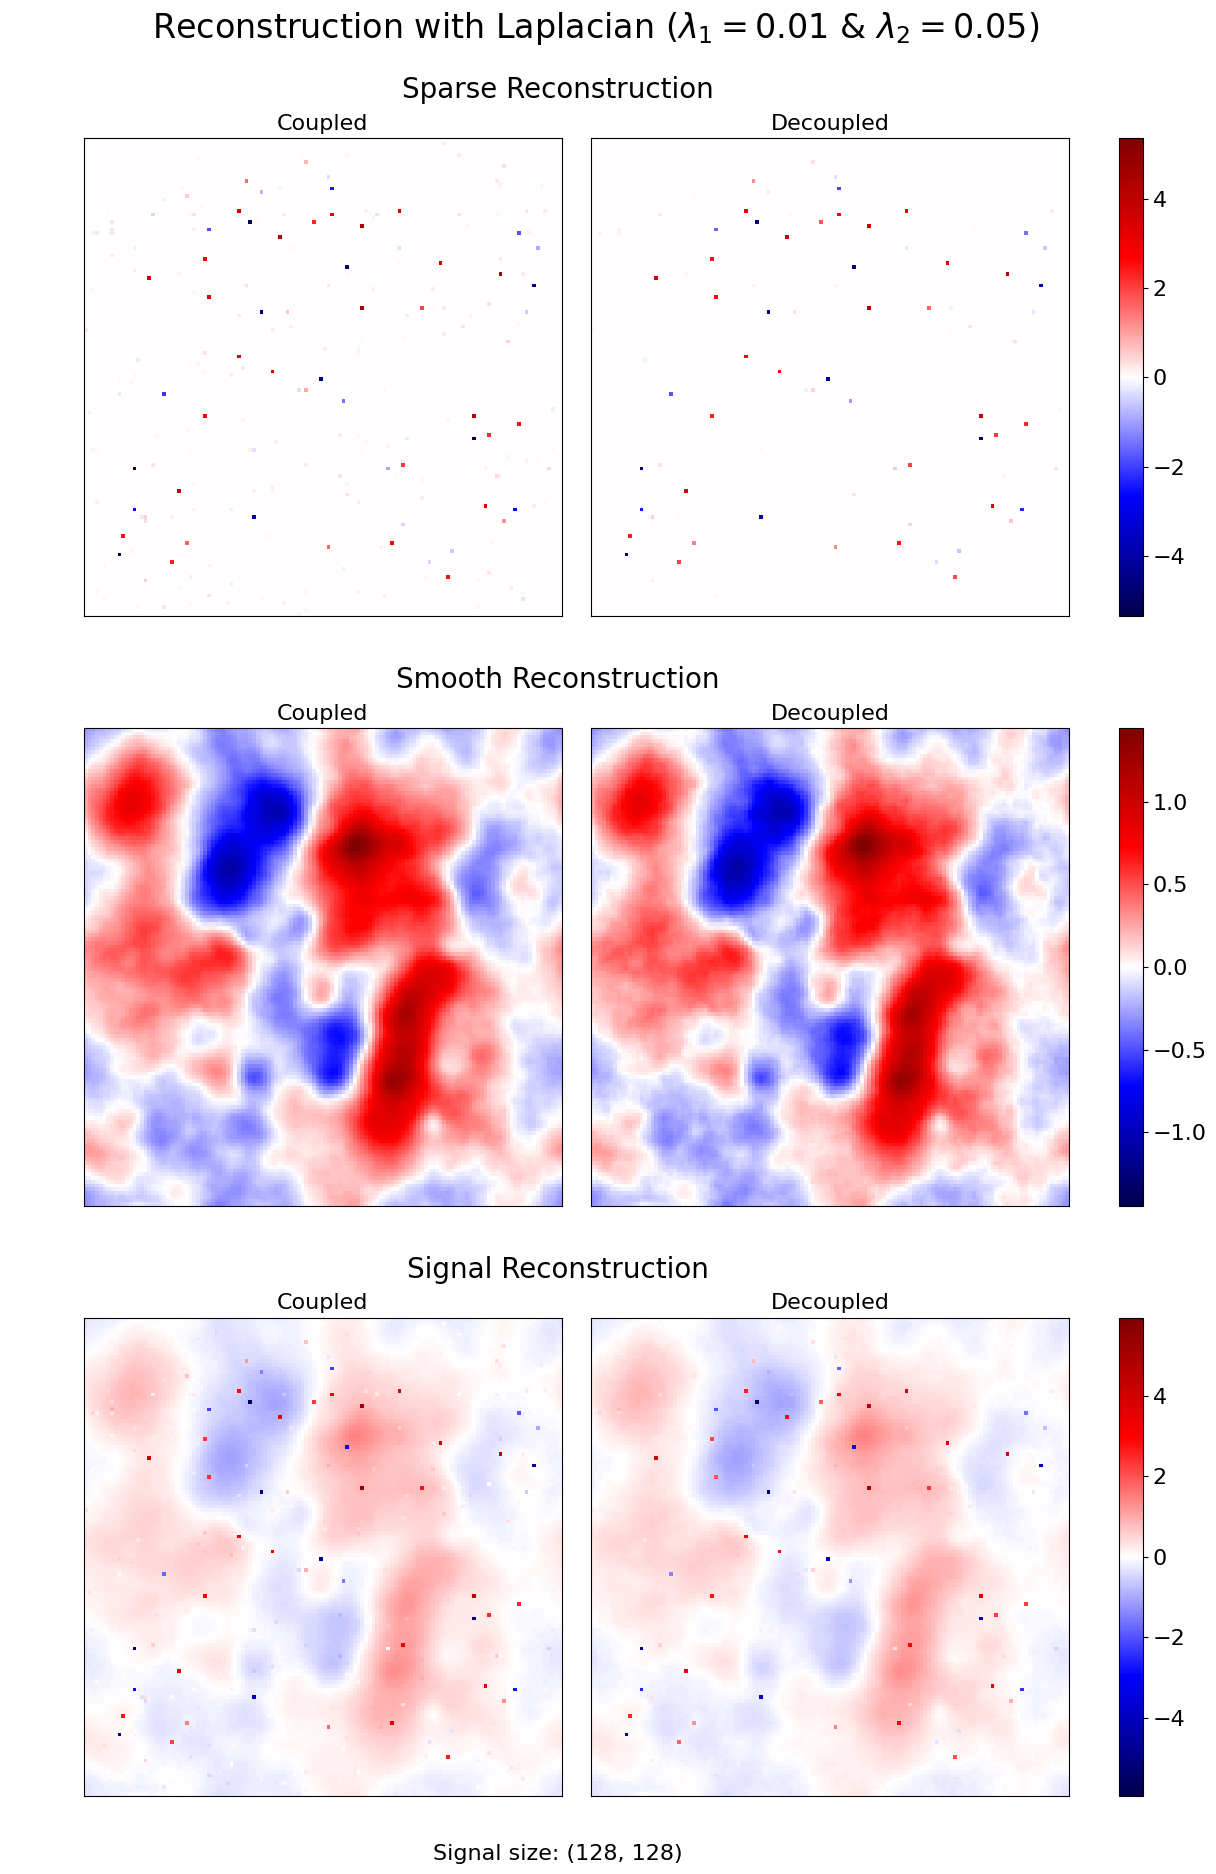 Reconstruction with Laplacian (λ₁ = 0.01 & λ₂ = 0.05)
Sparse Reconstruction
Coupled
Decoupled
4
2
0
−2
−4
Smooth Reconstruction
Coupled
Decoupled
1.0
0.5
0.0
−0.5
−1.0
Signal Reconstruction
Coupled
Decoupled
4
2
0
−2
−4
Signal size: (128, 128)